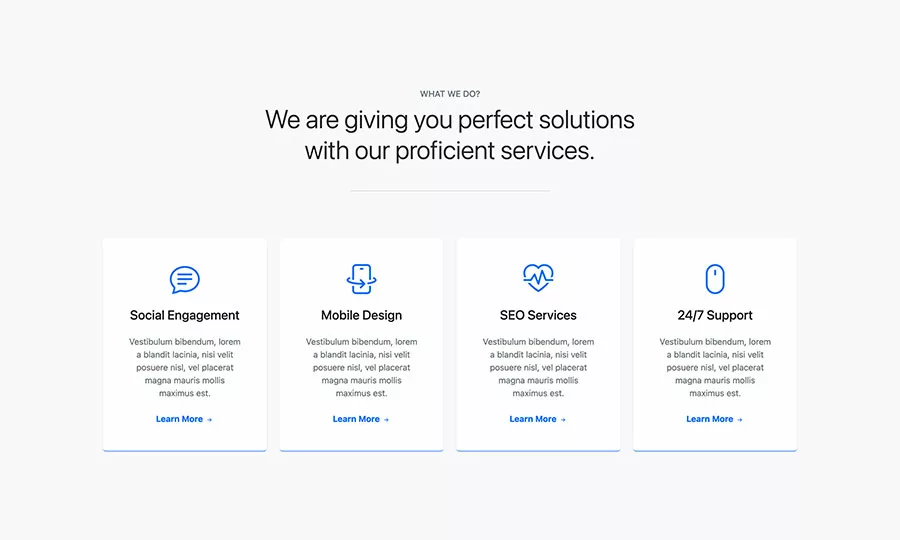 WHAT WE DO?
We are giving you perfect solutions
with our proficient services.
Social Engagement
Vestibulum bibendum, lorem
a blandit lacinia, nisi velit
posuere nisl, vel placerat
magna mauris mollis
maximus est.
Learn More →
Mobile Design
Vestibulum bibendum, lorem
a blandit lacinia, nisi velit
posuere nisl, vel placerat
magna mauris mollis
maximus est.
Learn More →
SEO Services
Vestibulum bibendum, lorem
a blandit lacinia, nisi velit
posuere nisl, vel placerat
magna mauris mollis
maximus est.
Learn More →
24/7 Support
Vestibulum bibendum, lorem
a blandit lacinia, nisi velit
posuere nisl, vel placerat
magna mauris mollis
maximus est.
Learn More →